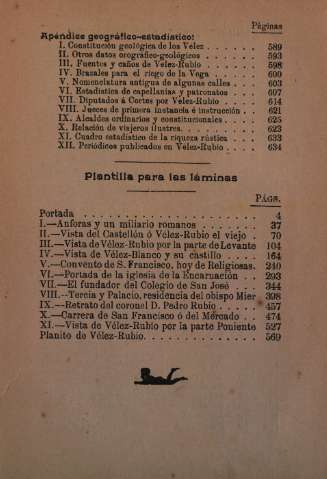 Páginas
Apéndice geográfico-estadístico:
I. Constitución geológica de los Vélez . . . . . . 589
II. Otros datos orográfico-geológicos . . . . . . 593
III. Fuentes y caños de Vélez-Rubio . . . . . . 598
IV. Brazales para el riego de la Vega . . . . . . 600
V. Nomenclatura antigua de algunas calles . . . . 603
VI. Estadística de capellanías y patronatos . . . . 607
VII. Diputados á Cortes por Vélez-Rubio . . . . . 614
VIII. Jueces de primera instancia é instrucción . . . 621
IX. Alcaldes ordinarios y constitucionales . . . . . 625
X. Relación de viajeros ilustres . . . . . . . 623
XI. Cuadro estadístico de la riqueza rústica . . . . 633
XII. Periódicos publicados en Vélez-Rubio . . . . . 634
Plantilla para las láminas
PÁGS.
Portada . . . . . . . . . . . . . . 4
I.—Ánforas y un miliario romanos . . . . 37
II.—Vista del Castellón ó Vélez-Rubio el viejo . 70
III.—Vista de Vélez-Rubio por la parte de Levante 104
IV.—Vista de Vélez-Blanco y su castillo . . . . 164
V.—Convento de S. Francisco, hoy de Religiosas. 240
VI.—Portada de la iglesia de la Encarnación . . 293
VII.—El fundador del Colegio de San José . . . 344
VIII.—Tercia y Palacio, residencia del obispo Mier 398
IX.—Retrato del coronel D. Pedro Rubio . . . . 457
X.—Carrera de San Francisco ó del Mercado . . 474
XI.—Vista de Vélez-Rubio por la parte Poniente 527
Planito de Vélez-Rubio. . . . . . . . . . . 569